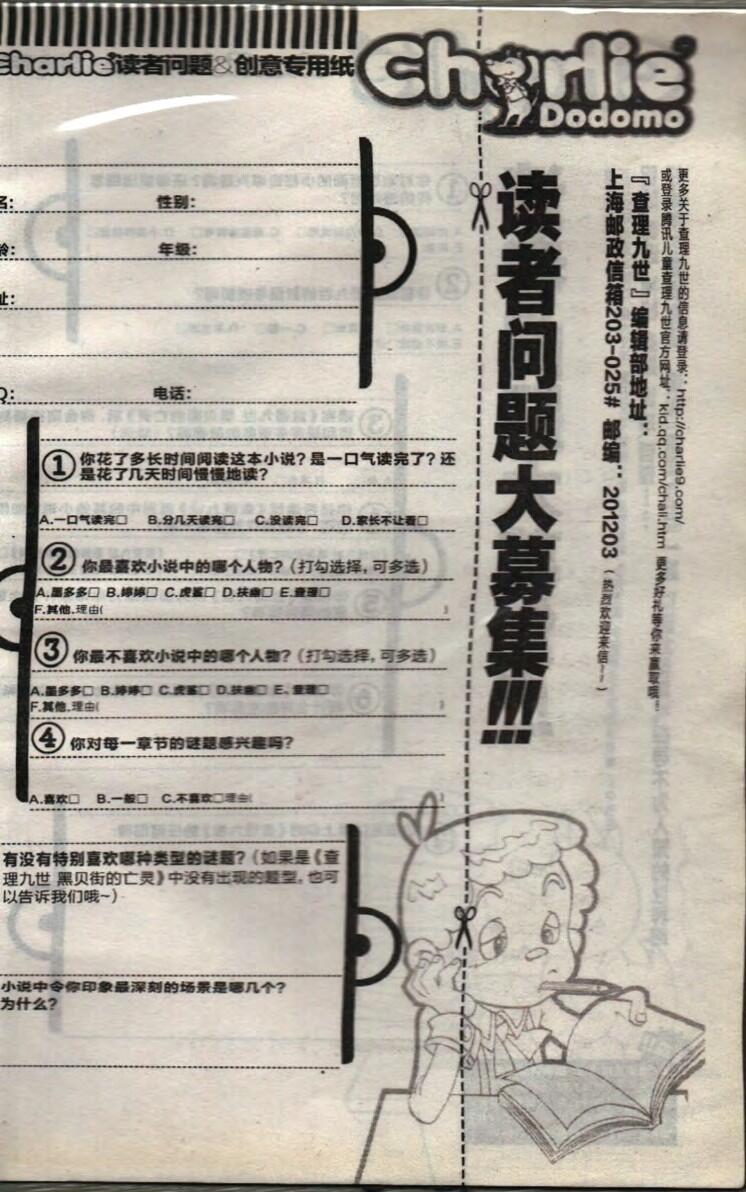 Charlie'读者问题&创意专用纸
Charlie'
Dodomo
名： 性别：
龄： 年级：
址：
Q： 电话：
①你花了多长时间阅读这本小说？是一口气读完了？还
是花了几天时间慢慢地读？
A.一口气读完□ B.分几天读完□ C.没读完□ D.家长不让看□
②你最喜欢小说中的哪个人物？（打勾选择，可多选）
A.墨多多□ B.婷婷□ C.虎鲨□ D.扶幽□ E.查理□
F.其他,理由( )
③你最不喜欢小说中的哪个人物？（打勾选择，可多选）
A.墨多多□ B.婷婷□ C.虎鲨□ D.扶幽□ E、查理□
F.其他,理由( )
④你对每一章节的谜题感兴趣吗？
A.喜欢□ B.一般□ C.不喜欢□理由( )
有没有特别喜欢哪种类型的谜题？（如果是《查
理九世 黑贝街的亡灵》中没有出现的题型，也可
以告诉我们哦~）
小说中令你印象最深刻的场景是哪几个？
为什么？
读者问题大募集!!!
更多关于查理九世的信息请登录：http://charlie9.com/
或登录腾讯儿童查理九世官方网址：kid.qq.com/chali.htm 更多好礼等你来赢取哦！
『查理九世』编辑部地址：
上海邮政信箱203-025# 邮编：201203（热烈欢迎来信~~）